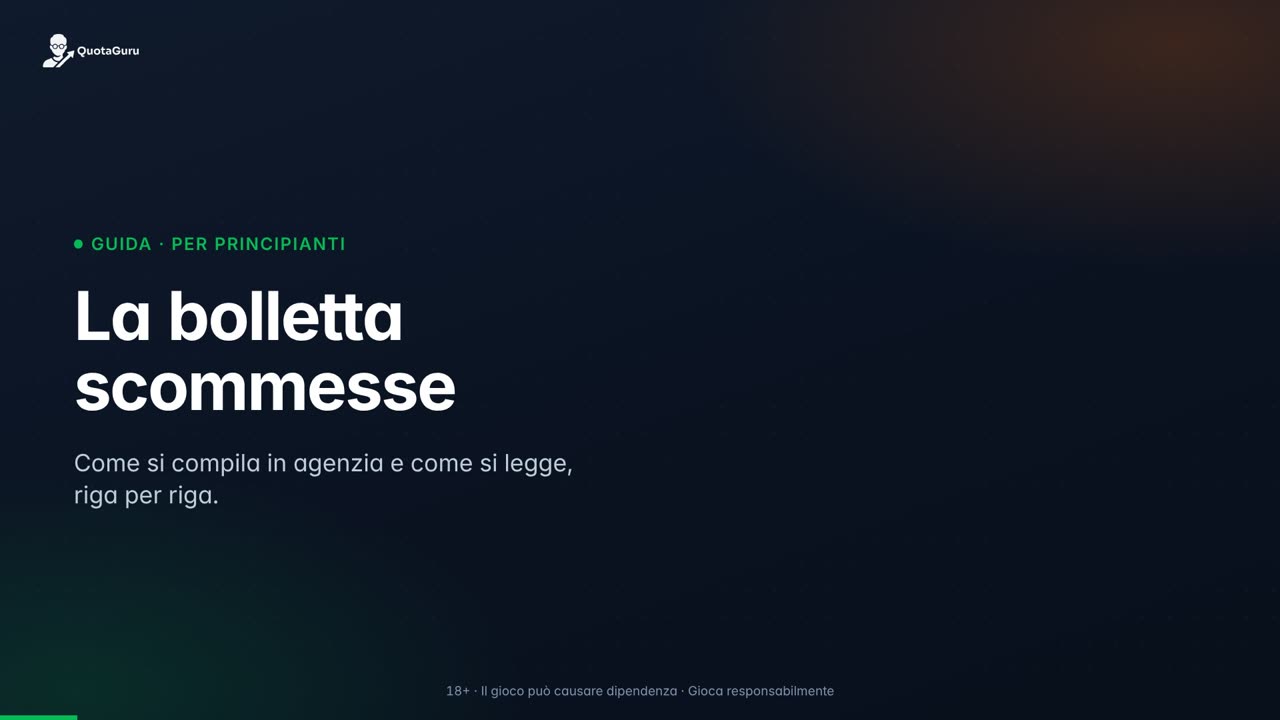 QuotaGuru
GUIDA · PER PRINCIPIANTI
La bolletta
scommesse
Come si compila in agenzia e come si legge,
riga per riga.
18+ · Il gioco può causare dipendenza · Gioca responsabilmente